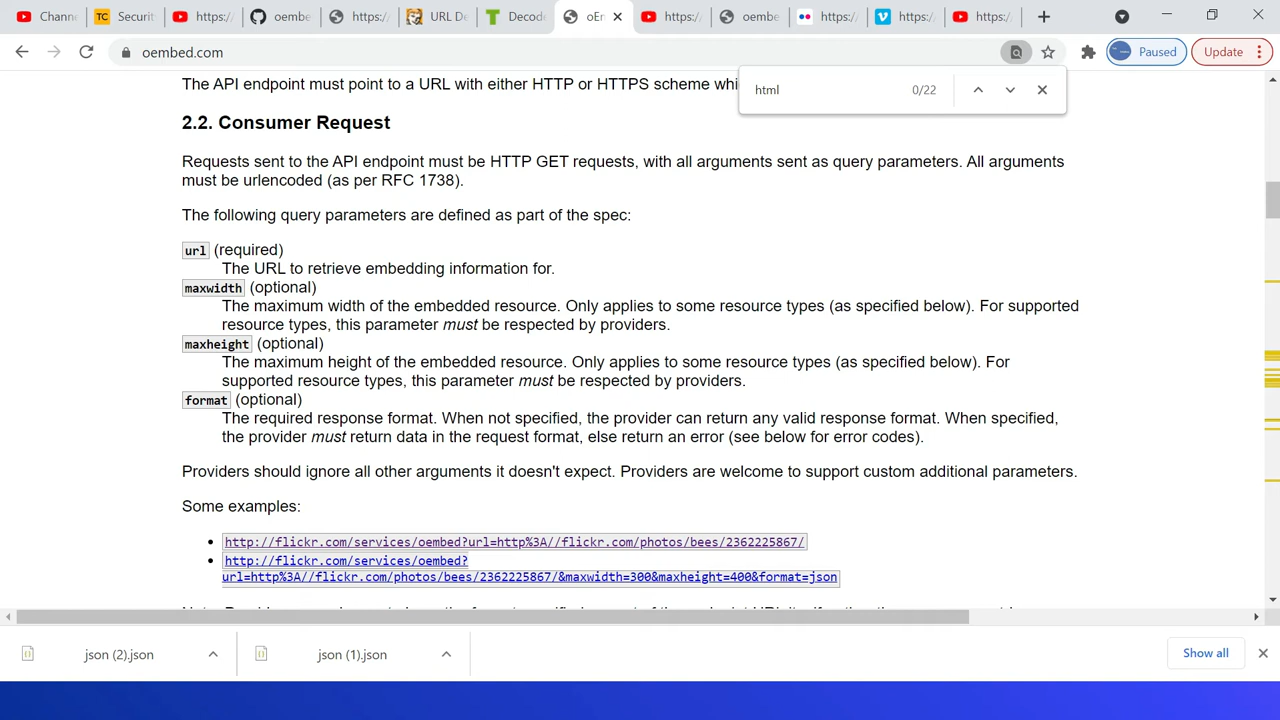 Chann
Securit
https:/
oembe
https:/
URL De
Decode
oEn
https:/
oembe
https:/
https:/
https:/
oembed.com
Paused
Update
html
0/22
The API endpoint must point to a URL with either HTTP or HTTPS scheme whi
2.2. Consumer Request
Requests sent to the API endpoint must be HTTP GET requests, with all arguments sent as query parameters. All arguments
must be urlencoded (as per RFC 1738).
The following query parameters are defined as part of the spec:
url (required)
The URL to retrieve embedding information for.
maxwidth (optional)
The maximum width of the embedded resource. Only applies to some resource types (as specified below). For supported
resource types, this parameter must be respected by providers.
maxheight (optional)
The maximum height of the embedded resource. Only applies to some resource types (as specified below). For
supported resource types, this parameter must be respected by providers.
format (optional)
The required response format. When not specified, the provider can return any valid response format. When specified,
the provider must return data in the request format, else return an error (see below for error codes).
Providers should ignore all other arguments it doesn't expect. Providers are welcome to support custom additional parameters.
Some examples:
• http://flickr.com/services/oembed?url=http%3A//flickr.com/photos/bees/2362225867/
• http://flickr.com/services/oembed?
url=http%3A//flickr.com/photos/bees/2362225867/&maxwidth=300&maxheight=400&format=json
json (2).json
json (1).json
Show all